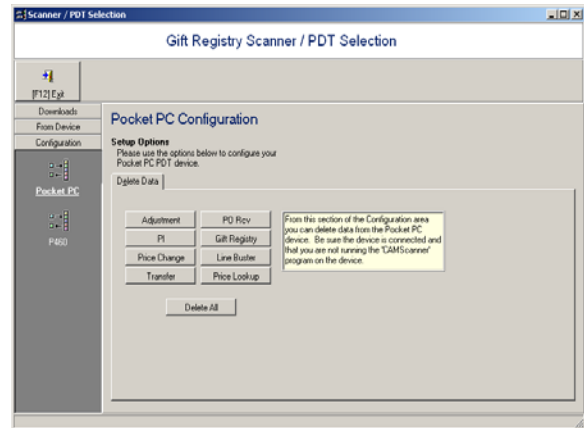 Scanner / PDT Selection
Gift Registry Scanner / PDT Selection
[F12] Exit
Downloads
From Device
Configuration
Pocket PC
P460
Pocket PC Configuration
Setup Options
Please use the options below to configure your
Pocket PC PDT device.
Delete Data
Adjustment
PO Rcv
PI
Gift Registry
Price Change
Line Buster
Transfer
Price Lookup
Delete All
From this section of the Configuration area
you can delete data from the Pocket PC
device. Be sure the device is connected and
that you are not running the 'CAMScanner'
program on the device.